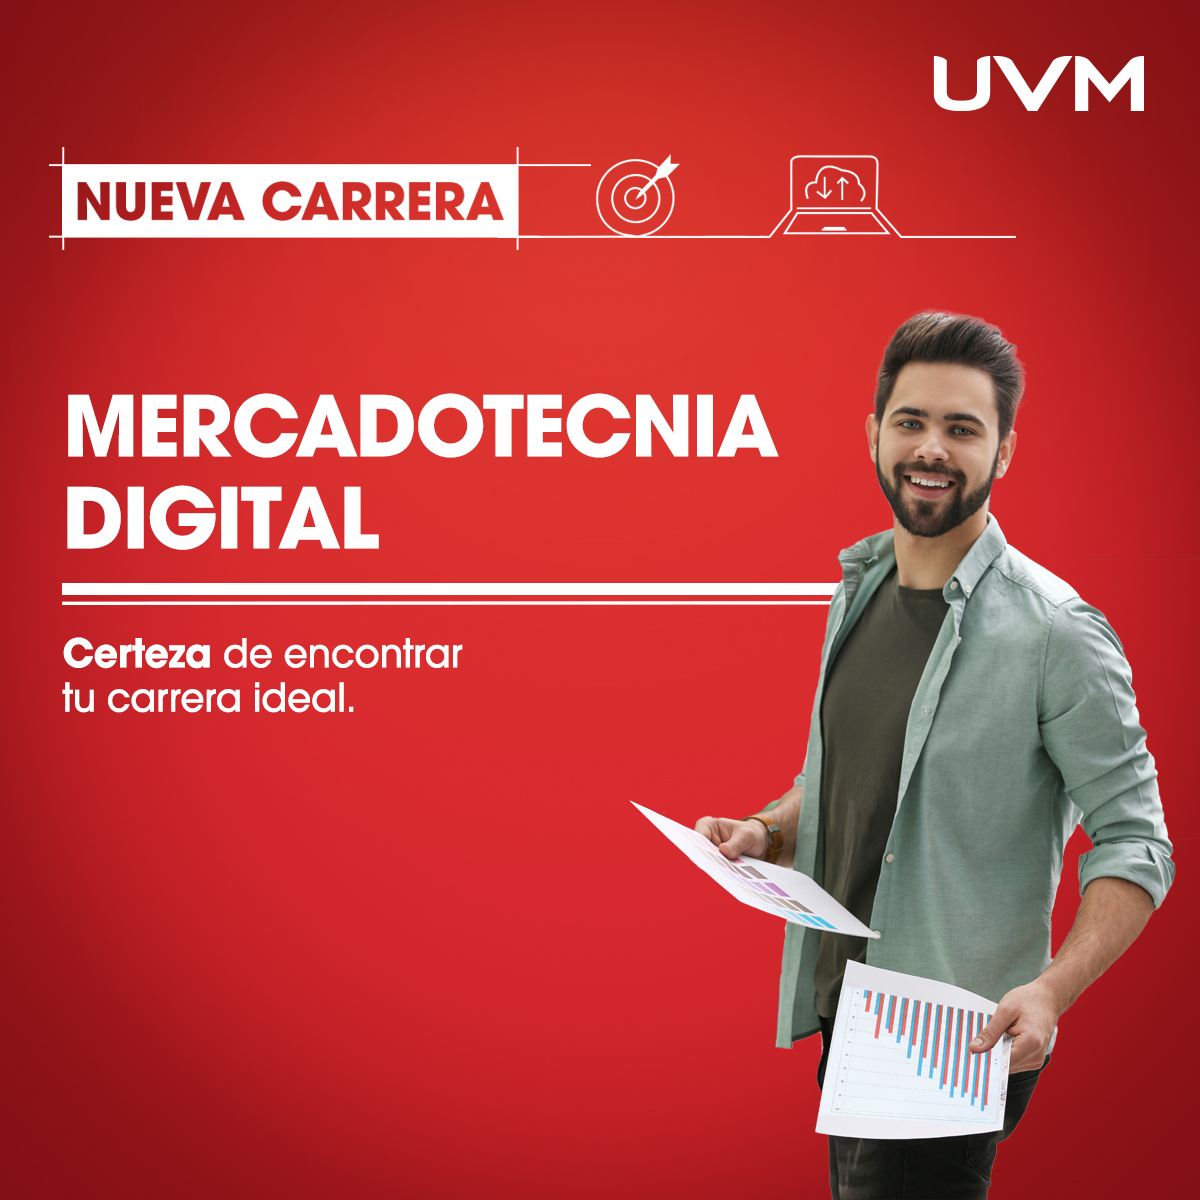 UVM
NUEVA CARRERA
MERCADOTECNIA
DIGITAL
Certeza de encontrar
tu carrera ideal.